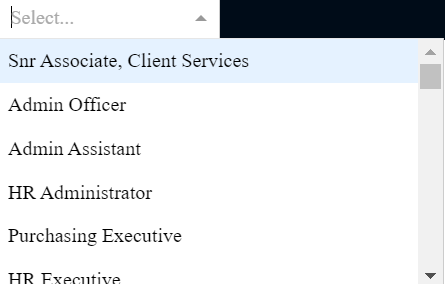 Select...
Snr Associate, Client Services
Admin Officer
Admin Assistant
HR Administrator
Purchasing Executive
HR Executive